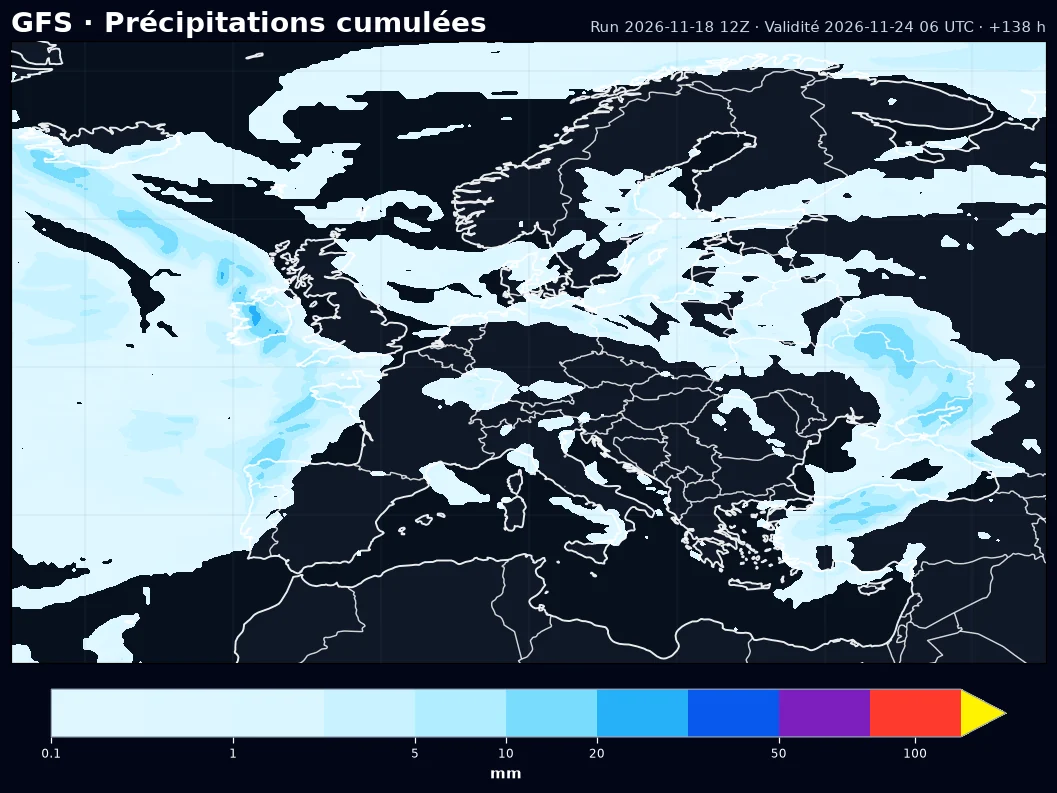 GFS · Précipitations cumulées
Run 2026-11-18 12Z · Validité 2026-11-24 06 UTC · +138 h
0.1 1 5 10 20 50 100
mm